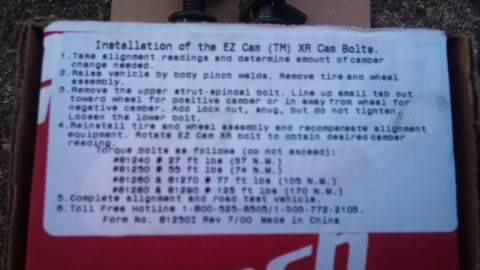 Installation of the EZ Cam (TM) XR Cam Bolts.
1. Take alignment readings and determine amount of camber
change needed.
2. Raise vehicle by body pinch welds. Remove tire and wheel
assembly.
3. Remove the upper strut-spindel bolt. Line up small tab out
toward wheel for positive camber or in away from wheel for
negative camber. Add lock nut, snug, but do not tighten.
Loosen the lower bolt.
4. Reinstall tire and wheel assembly and recompensate alignment
equipment. Rotate EZ Cam XR bolt to obtain desired camber
reading.
Torque bolts as follows (do not exceed):
#81240 @ 27 ft lbs (37 N.M.)
#81250 @ 55 ft lbs (74 N.M.)
#81260 & 81270 @ 77 ft lbs (105 N.M.)
#81280 & 81290 @ 125 ft lbs (170 N.M.)
5. Complete alignment and road test vehicle.
6. Toll Free Hotline 1-800-525-6505/1-303-772-2103.
Form No. 81250I Rev 7/00 Made in China